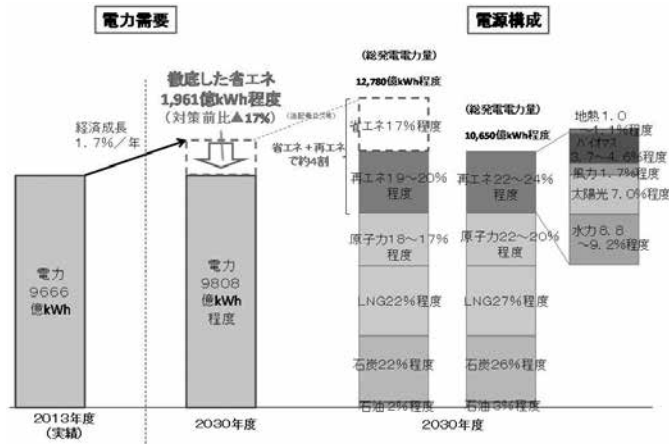 電力需要
電源構成
徹底した省エネ
1,961億kWh程度
(対策前比▲17%)
経済成長
1.7%/年
電力
9666
億kWh
電力
9808
億kWh
程度
2013年度
(実績)
2030年度
(総発電電力量)
12,780億kWh程度
省エネ17%程度
省エネ+再エネ
で約4割
再エネ19~20%
程度
原子力18~17%
程度
LNG22%程度
石炭22%程度
石油2%程度
(総発電電力量)
10,650億kWh程度
再エネ22~24%
程度
原子力22~20%
程度
LNG27%程度
石炭26%程度
石油3%程度
2030年度
地熱1.0
~1.1%程度
バイオマス
3.7~4.6%程度
風力1.7%程度
太陽光7.0%程度
水力8.8
~9.2%程度